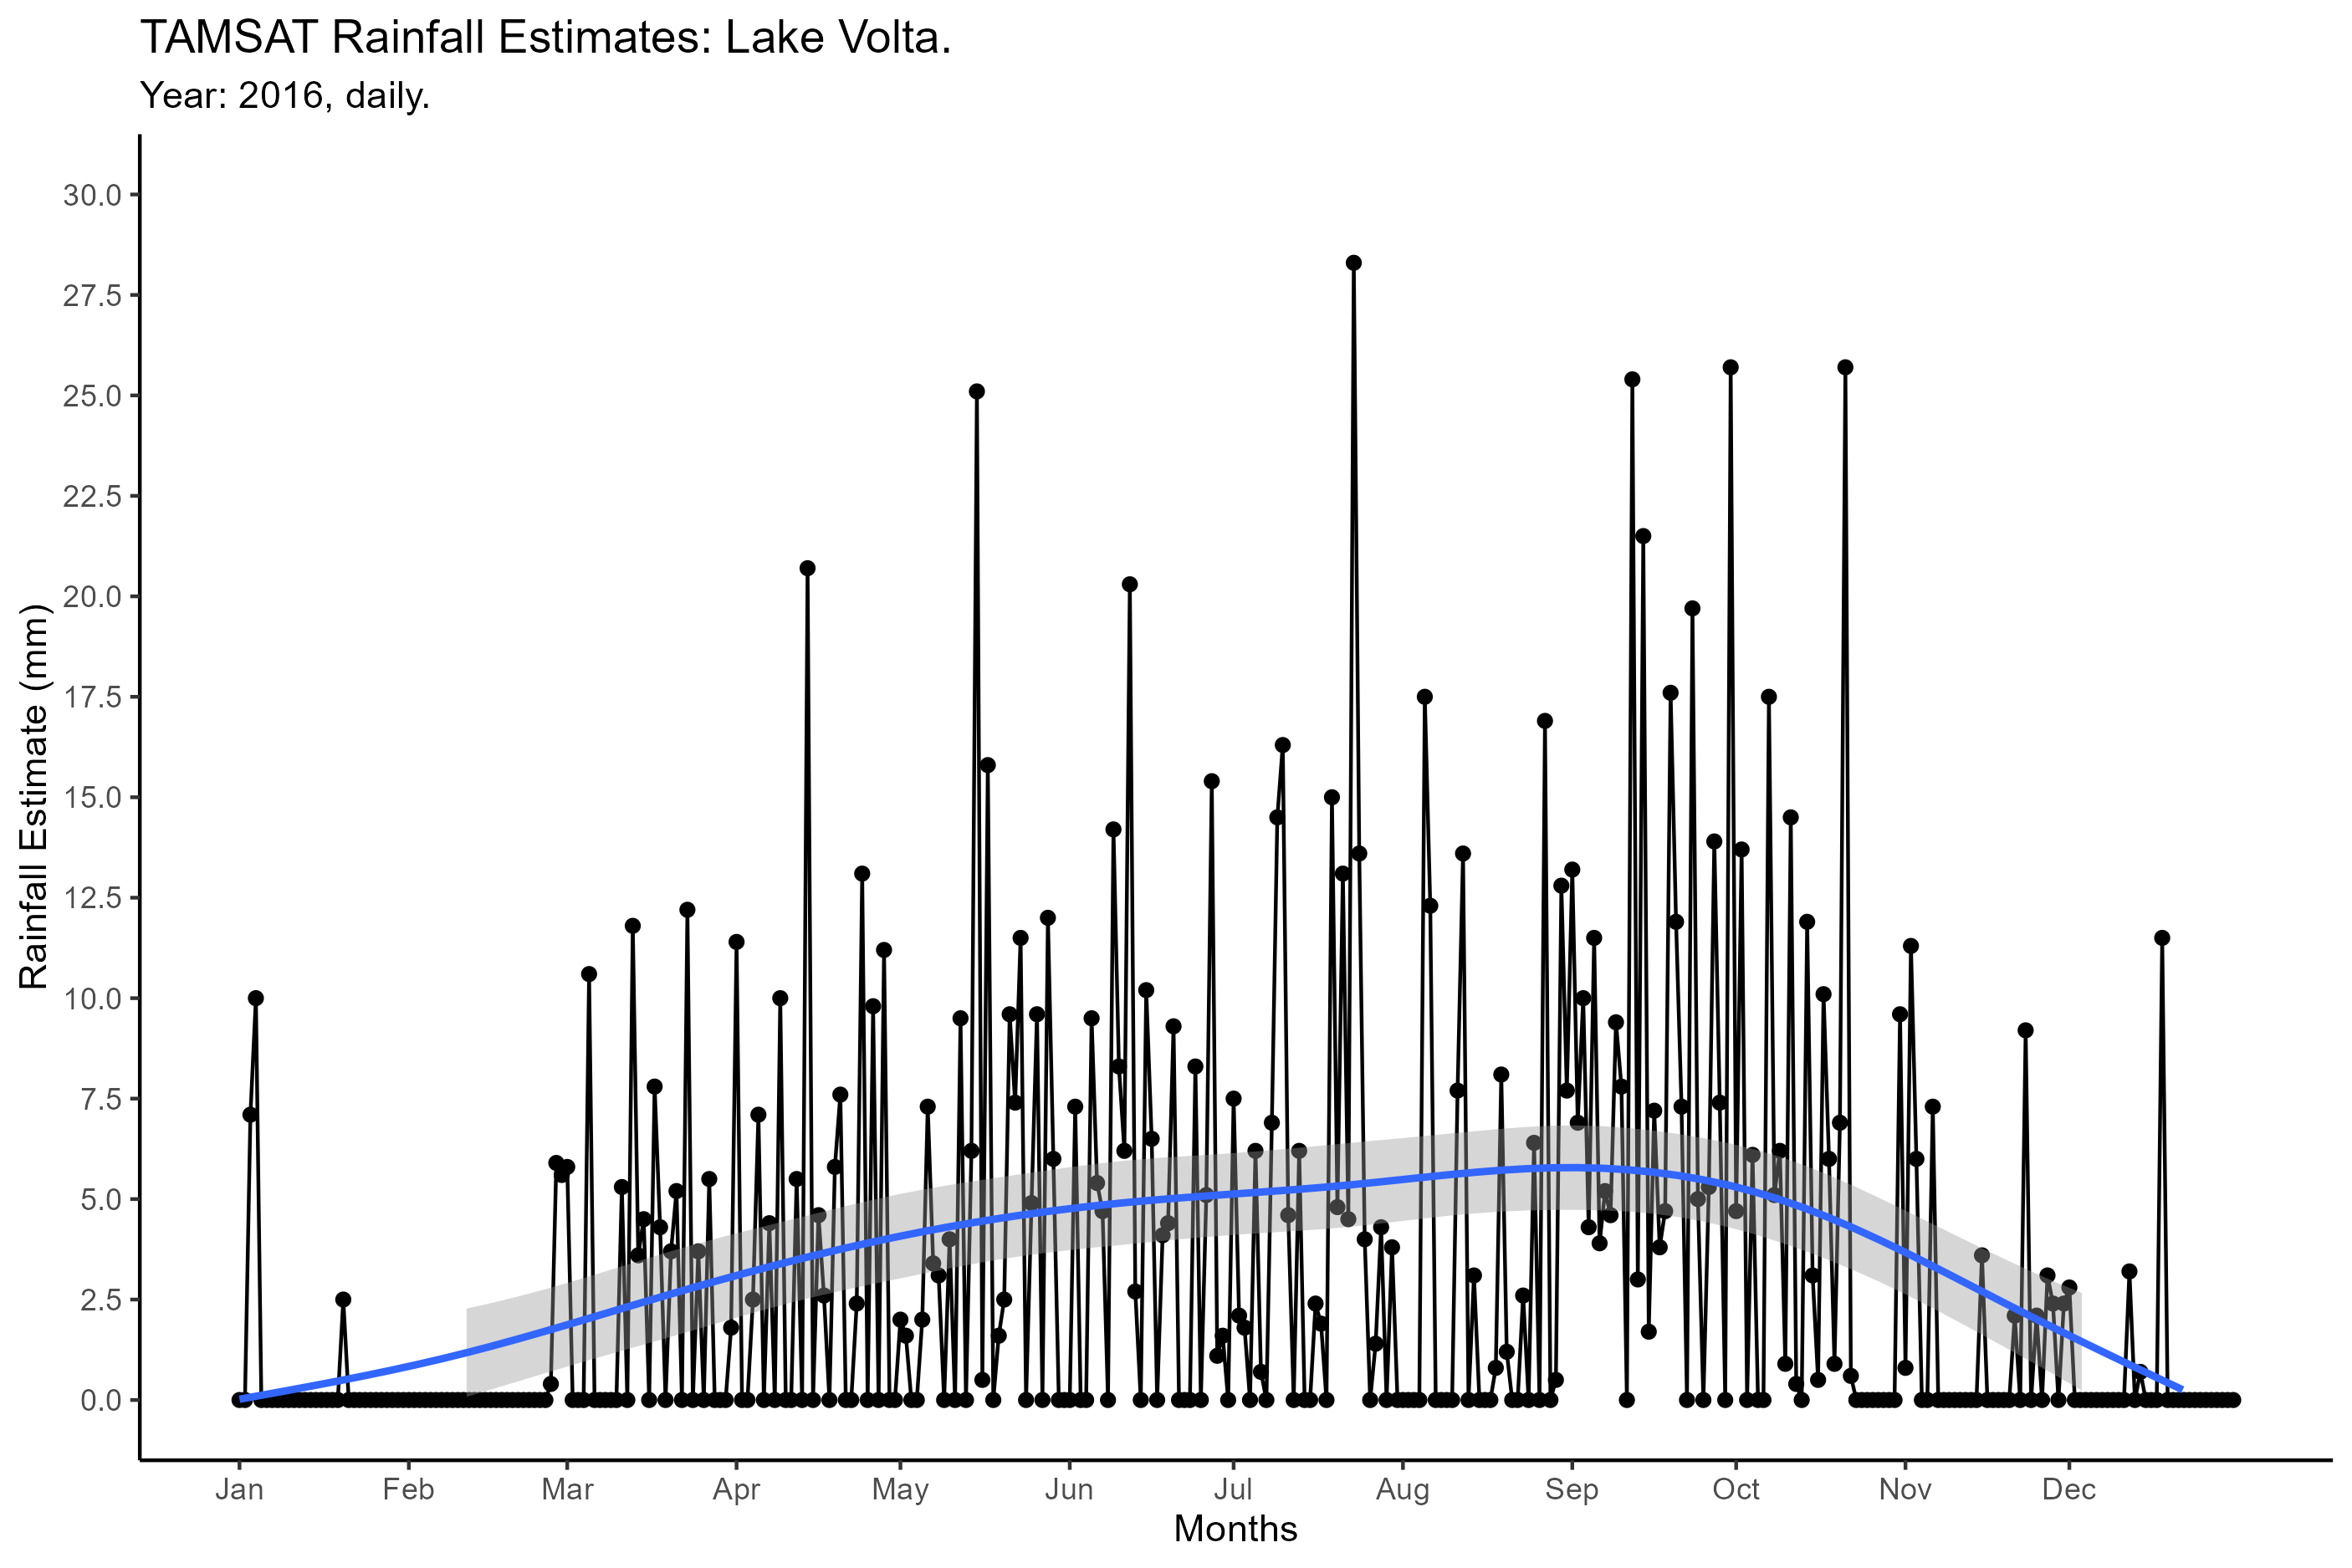 TAMSAT Rainfall Estimates: Lake Volta.
Year: 2016, daily.
Rainfall Estimate (mm)
30.0
27.5
25.0
22.5
20.0
17.5
15.0
12.5
10.0
7.5
5.0
2.5
0.0
Jan Feb Mar Apr May Jun Jul Aug Sep Oct Nov Dec
Months